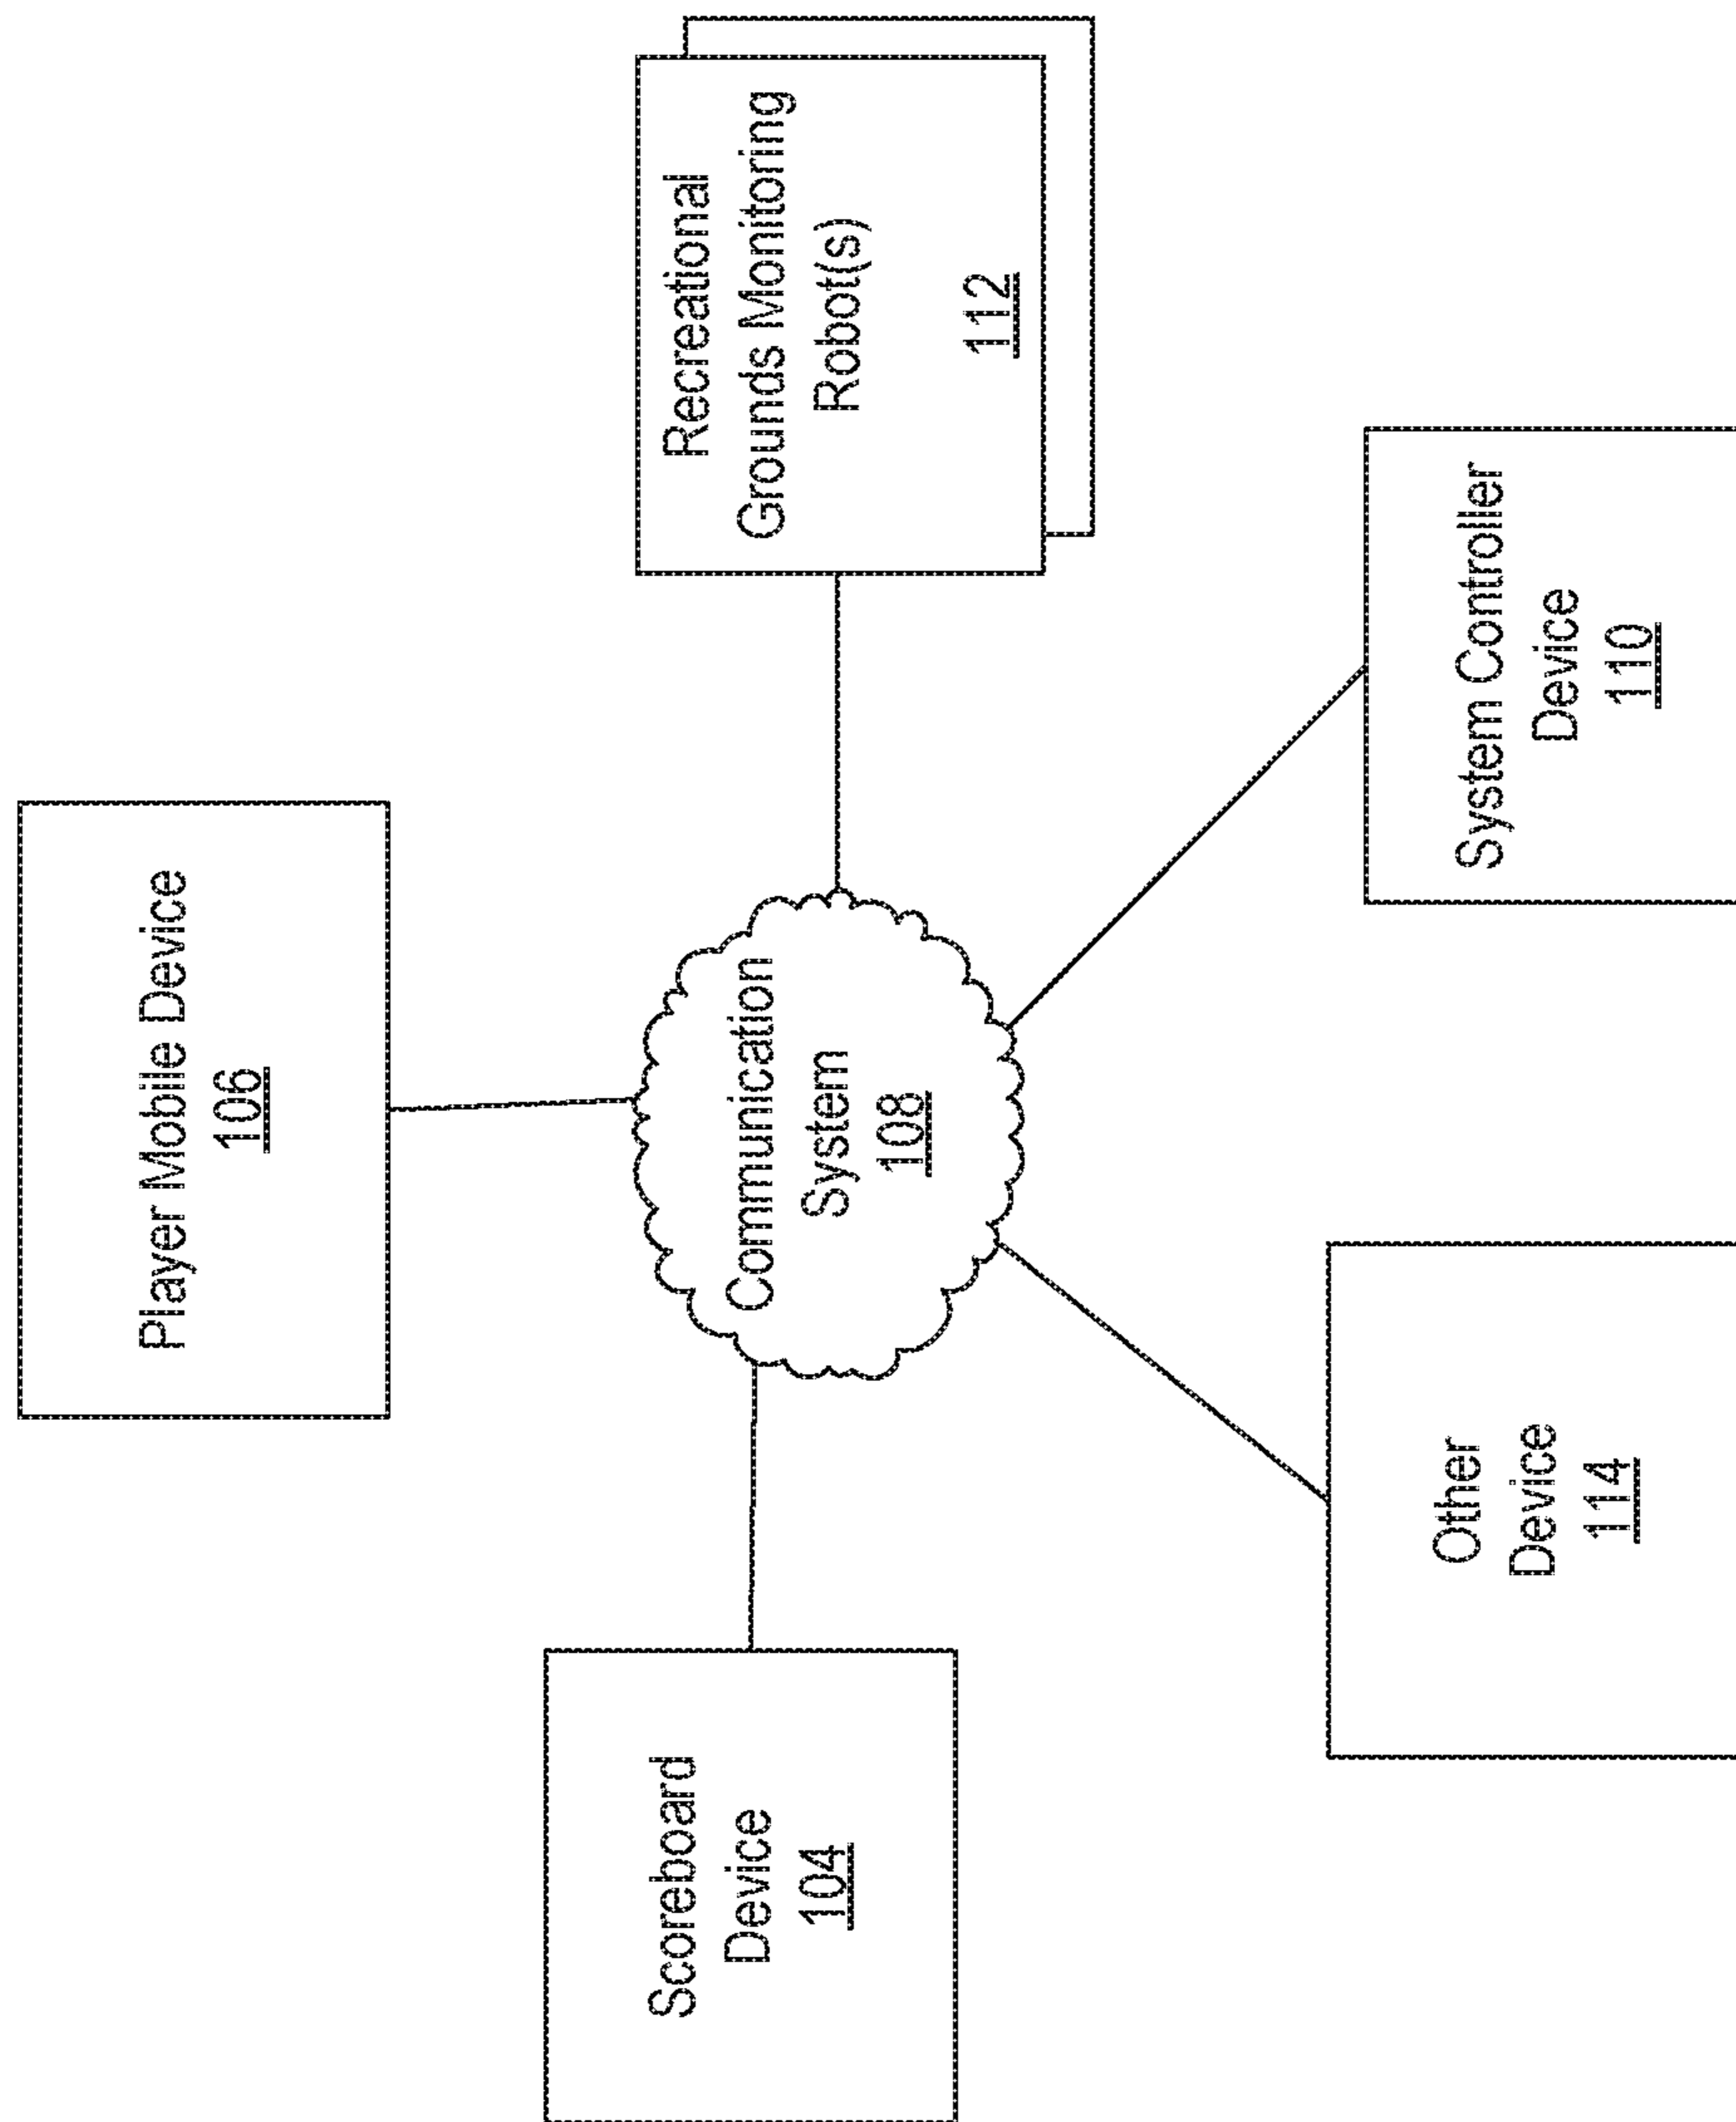 Player Mobile Device
106
Scoreboard
Device
104
Communication
System
108
Recreational
Grounds Monitoring
Robot(s)
112
Other
Device
114
System Controller
Device
110